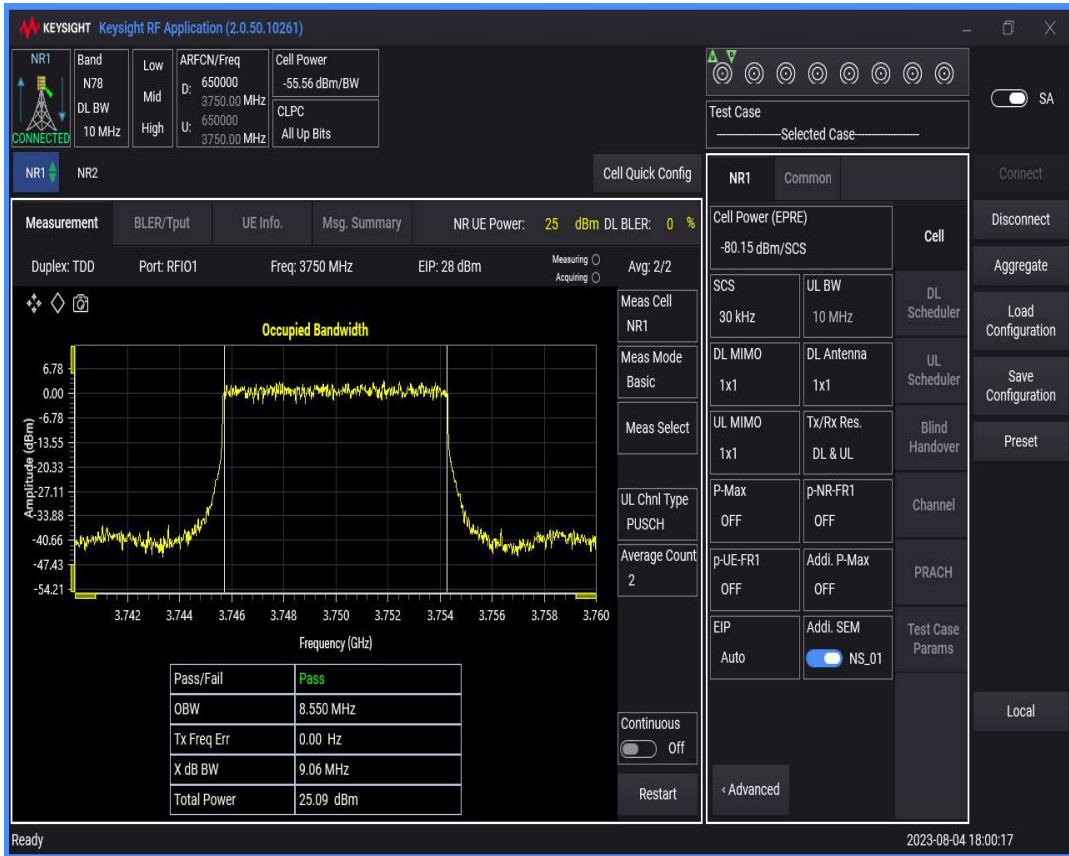 KEYSIGHT Keysight RF Application (2.0.50.10261)
NR1
CONNECTED
Band
N78
DL BW
10 MHz
Low
Mid
High
ARFCN/Freq
D: 650000
3750.00 MHz
U: 650000
3750.00 MHz
Cell Power
-55.56 dBm/BW
CLPC
All Up Bits
Test Case
Selected Case
SA
NR1
NR2
Cell Quick Config
Measurement
BLER/Tput
UE Info.
Msg. Summary
NR UE Power: 25 dBm DL BLER: 0 %
Duplex: TDD
Port: RFIO1
Freq: 3750 MHz
EIP: 28 dBm
Measuring
Acquiring
Avg: 2/2
Occupied Bandwidth
Amplitude (dBm)
6.78
0.00
-6.78
-13.55
-20.33
-27.11
-33.88
-40.66
-47.43
-54.21
3.742 3.744 3.746 3.748 3.750 3.752 3.754 3.756 3.758 3.760
Frequency (GHz)
Pass/Fail Pass
OBW 8.550 MHz
Tx Freq Err 0.00 Hz
X dB BW 9.06 MHz
Total Power 25.09 dBm
Meas Cell
NR1
Meas Mode
Basic
Meas Select
UL Chnl Type
PUSCH
Average Count
2
Continuous
Off
Restart
NR1
Common
Cell Power (EPRE)
-80.15 dBm/SCS
SCS
30 kHz
UL BW
10 MHz
DL MIMO
1x1
DL Antenna
1x1
UL MIMO
1x1
Tx/Rx Res.
DL & UL
P-Max
OFF
p-NR-FR1
OFF
p-UE-FR1
OFF
Addi. P-Max
OFF
EIP
Auto
Addi. SEM
NS_01
‹ Advanced
Cell
DL
Scheduler
UL
Scheduler
Blind
Handover
Channel
PRACH
Test Case
Params
Connect
Disconnect
Aggregate
Load
Configuration
Save
Configuration
Preset
Local
Ready
2023-08-04 18:00:17